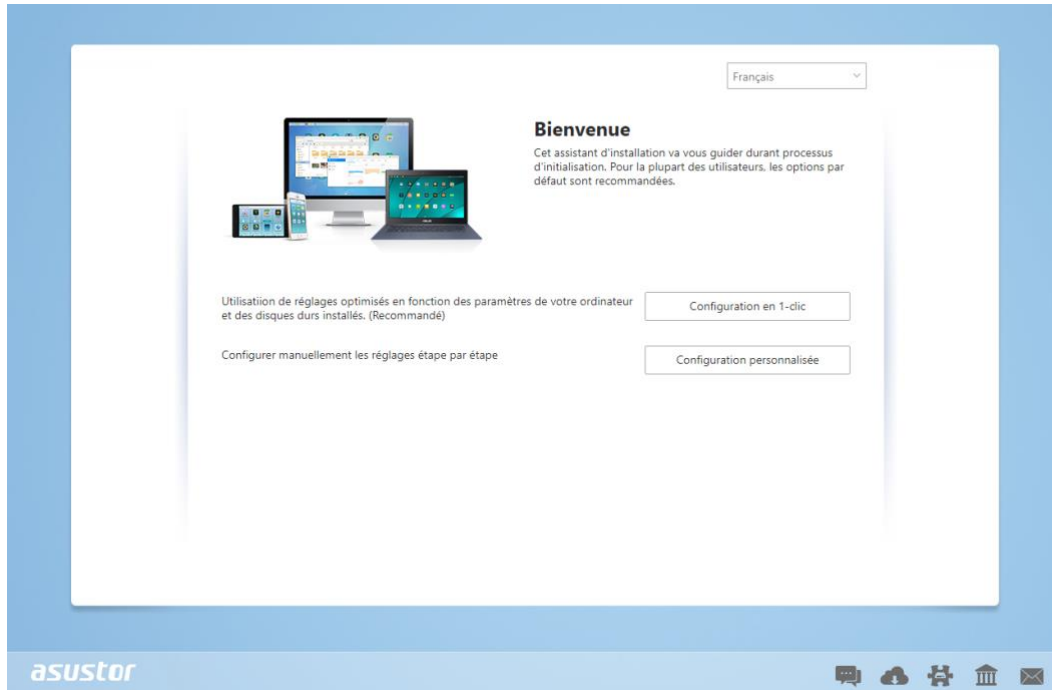 Français
Bienvenue
Cet assistant d'installation va vous guider durant processus
d'initialisation. Pour la plupart des utilisateurs, les options par
défaut sont recommandées.
Utilisatiion de réglages optimisés en fonction des paramètres de votre ordinateur
et des disques durs installés. (Recommandé)
Configuration en 1-clic
Configurer manuellement les réglages étape par étape
Configuration personnalisée
asustor